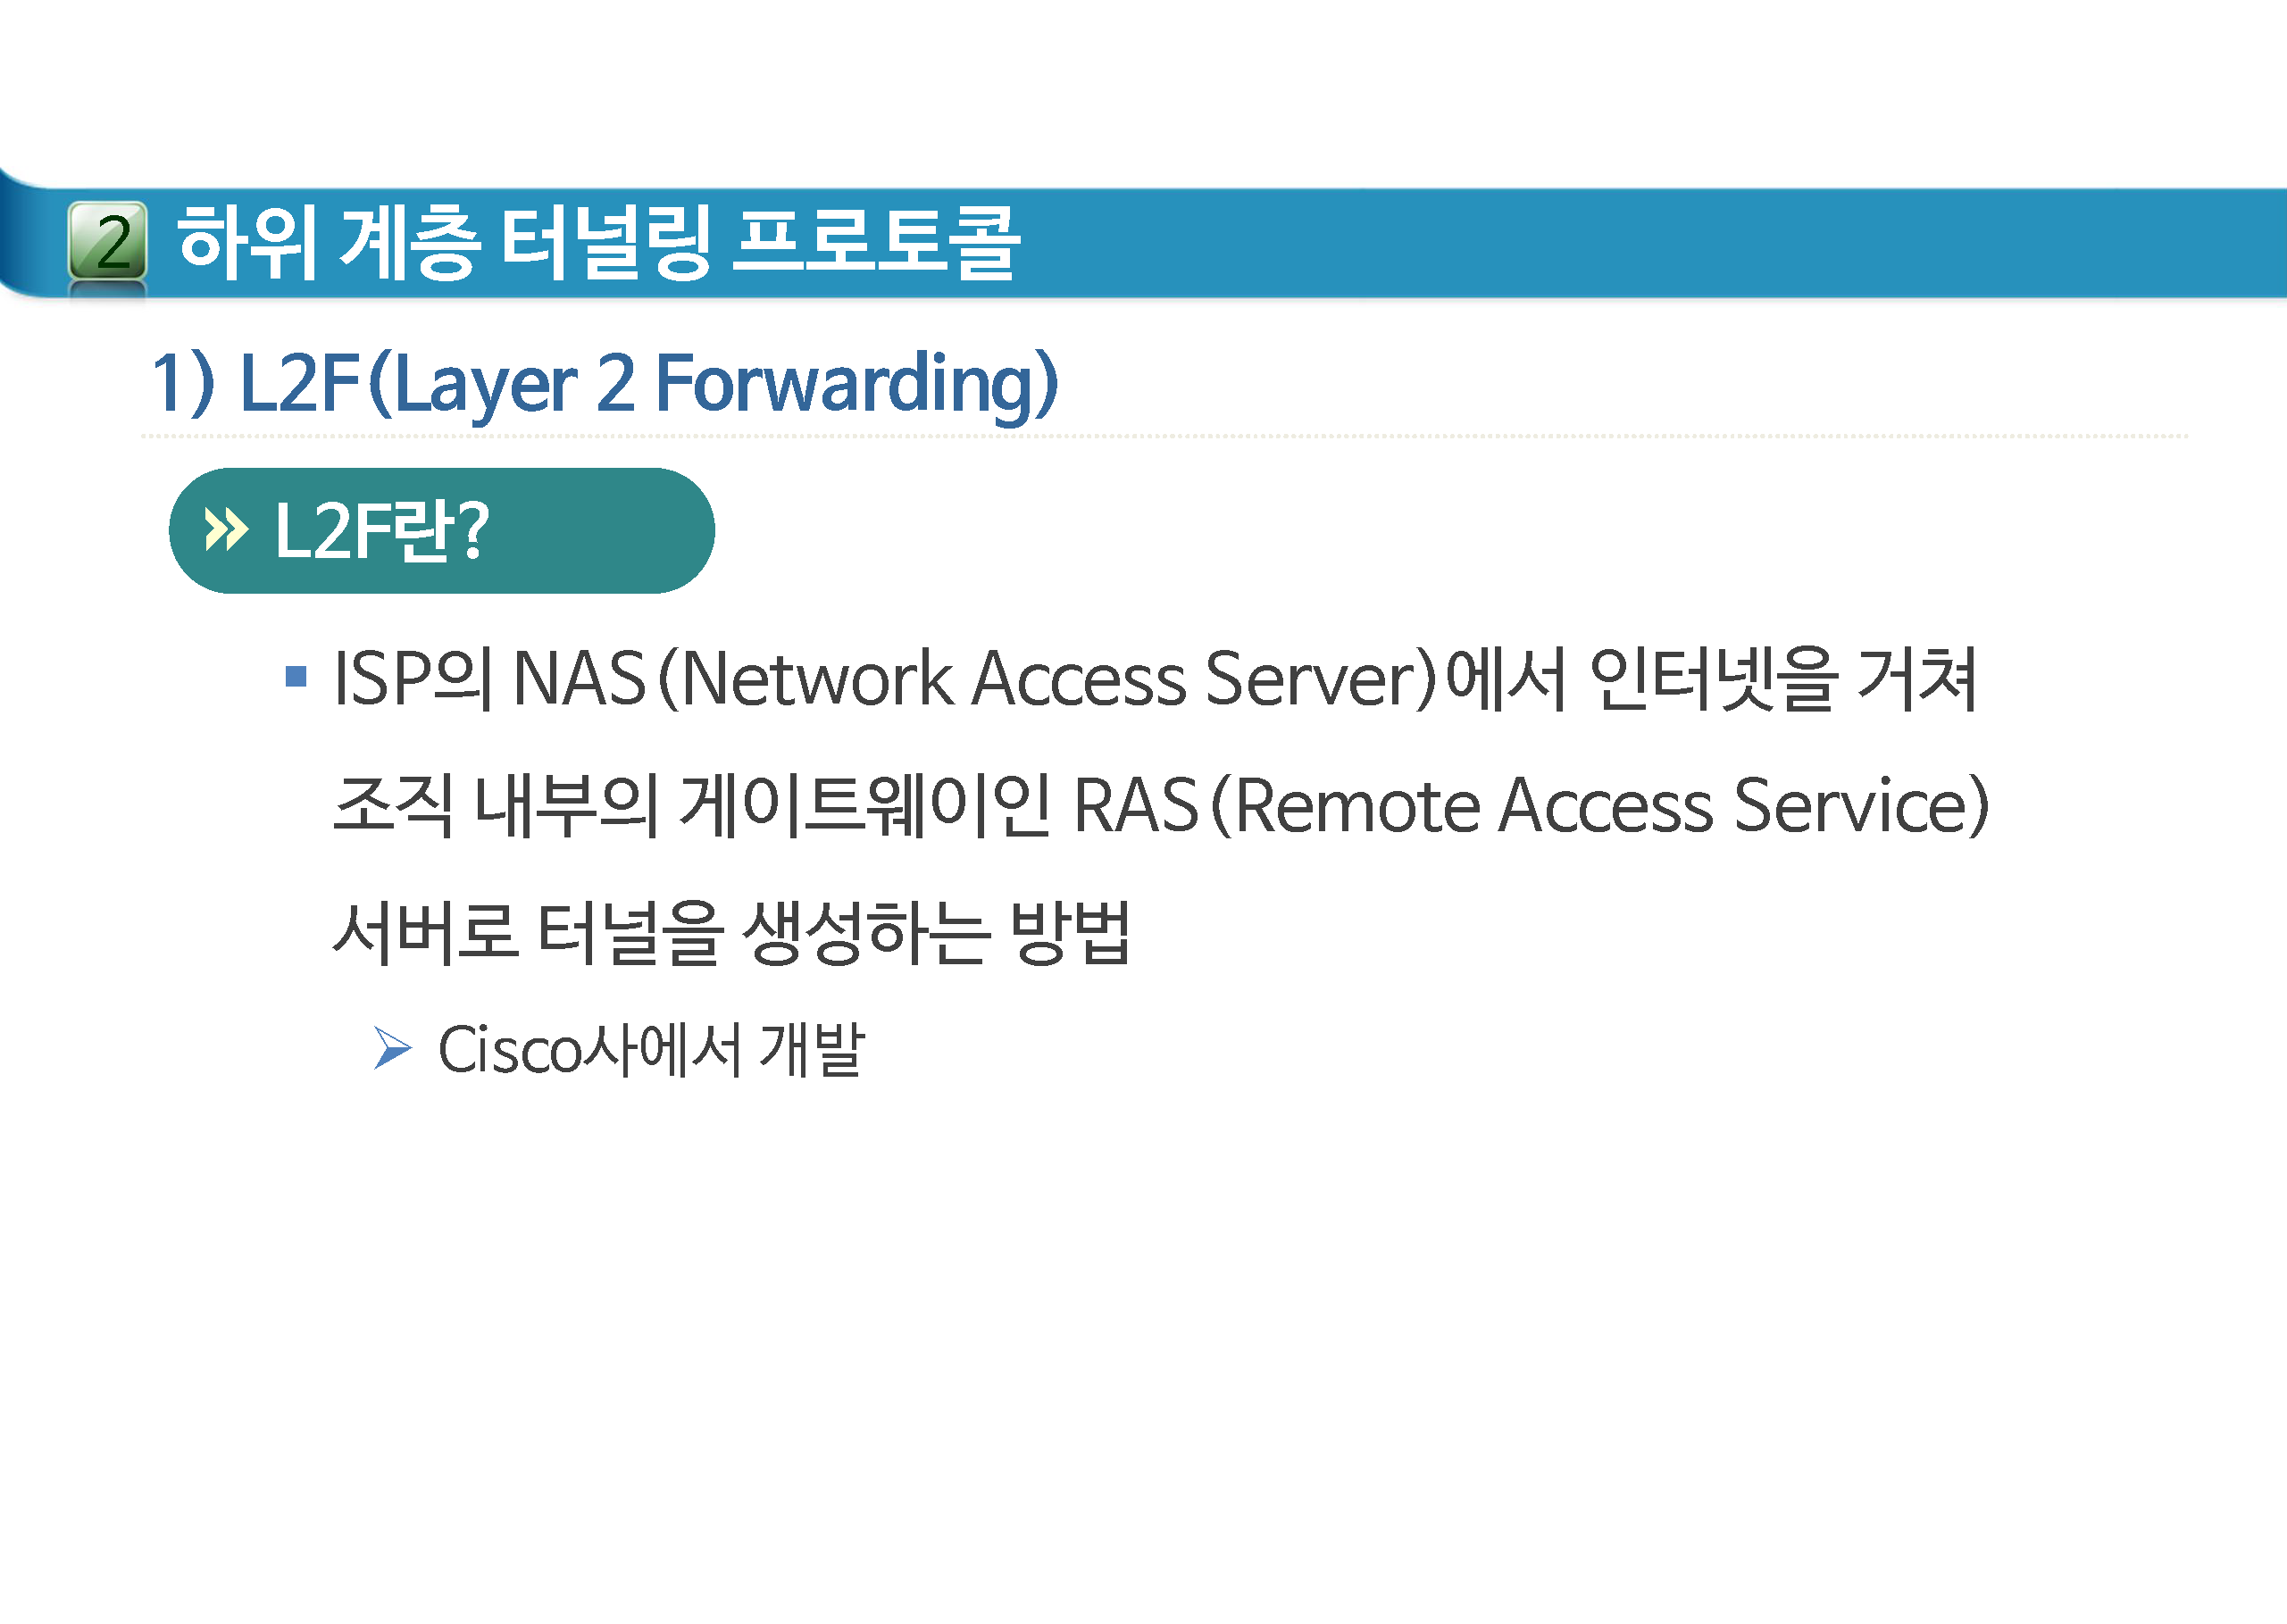 2 하위 계층 터널링 프로토콜
1) L2F(Layer 2 Forwarding)
» L2F란?
▪ ISP의 NAS(Network Access Server)에서 인터넷을 거쳐
조직 내부의 게이트웨이인 RAS(Remote Access Service)
서버로 터널을 생성하는 방법
➢ Cisco사에서 개발